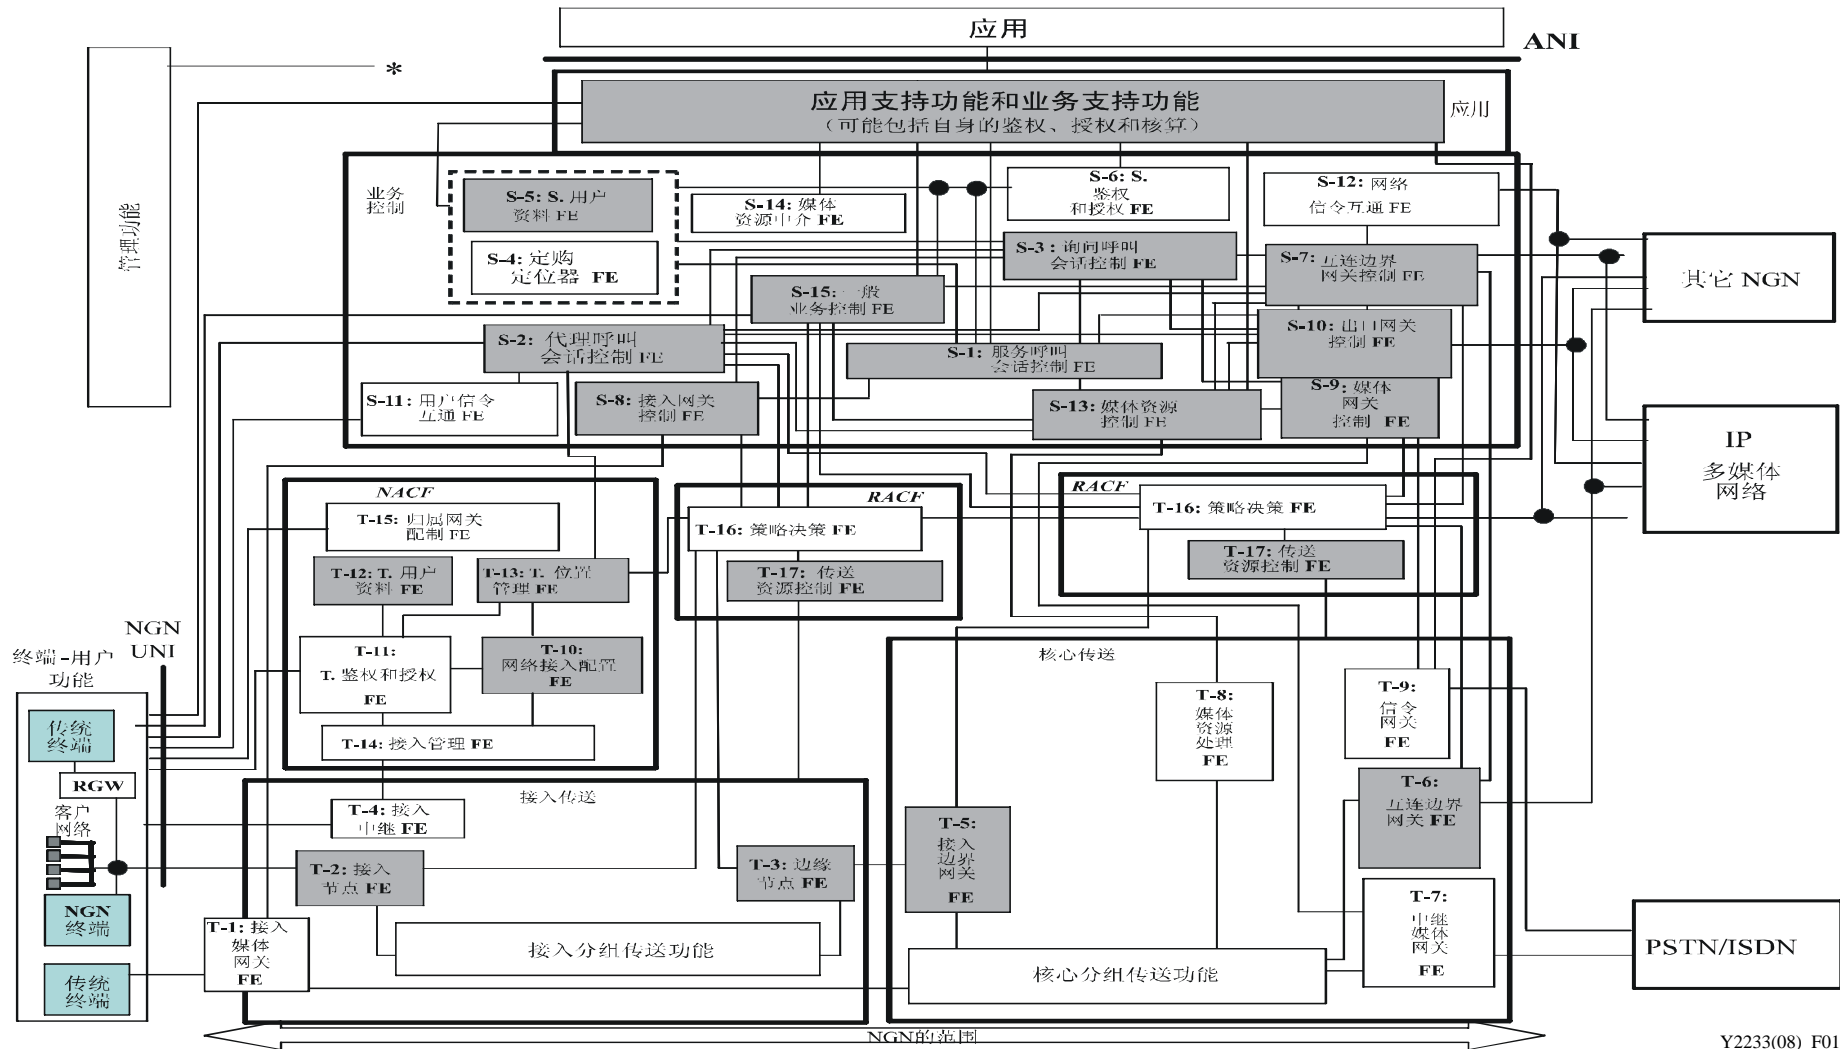 应用
ANI
*
管理功能
应用支持功能和业务支持功能
（可能包括自身的鉴权、授权和核算）
应用
业务
控制
S-5: S. 用户
资料 FE
S-4: 定购
定位器 FE
S-14: 媒体
资源中介 FE
S-6: S.
鉴权
和授权 FE
S-12: 网络
信令互通 FE
S-3：询问呼叫
会话控制 FE
S-7: 互连边界
网关控制 FE
S-15: 一般
业务控制 FE
S-2: 代理呼叫
会话控制 FE
S-1: 服务呼叫
会话控制 FE
S-10: 出口网关
控制 FE
S-11: 用户信令
互通 FE
S-8: 接入网关
控制 FE
S-13: 媒体资源
控制 FE
S-9: 媒体
网关
控制 FE
其它 NGN
IP
多媒体
网络
NACF
T-15: 归属网关
配制 FE
T-12: T. 用户
资料 FE
T-13: T. 位置
管理 FE
T-11:
T. 鉴权和授权
FE
T-10:
网络接入配置
FE
T-14: 接入管理 FE
RACF
T-16: 策略决策 FE
T-17: 传送
资源控制 FE
RACF
T-16: 策略决策 FE
T-17: 传送
资源控制 FE
NGN
UNI
终端-用户
功能
传统
终端
RGW
客户
网络
NGN
终端
传统
终端
接入传送
T-4: 接入
中继 FE
T-2: 接入
节点 FE
T-3: 边缘
节点 FE
T-1: 接入
媒体
网关
FE
接入分组传送功能
核心传送
T-5:
接入
边界
网关
FE
T-8:
媒体
资源
处理
FE
T-9:
信令
网关
FE
T-6:
互连边界
网关 FE
T-7:
中继
媒体
网关
FE
核心分组传送功能
PSTN/ISDN
NGN的范围
Y2233(08)_F01